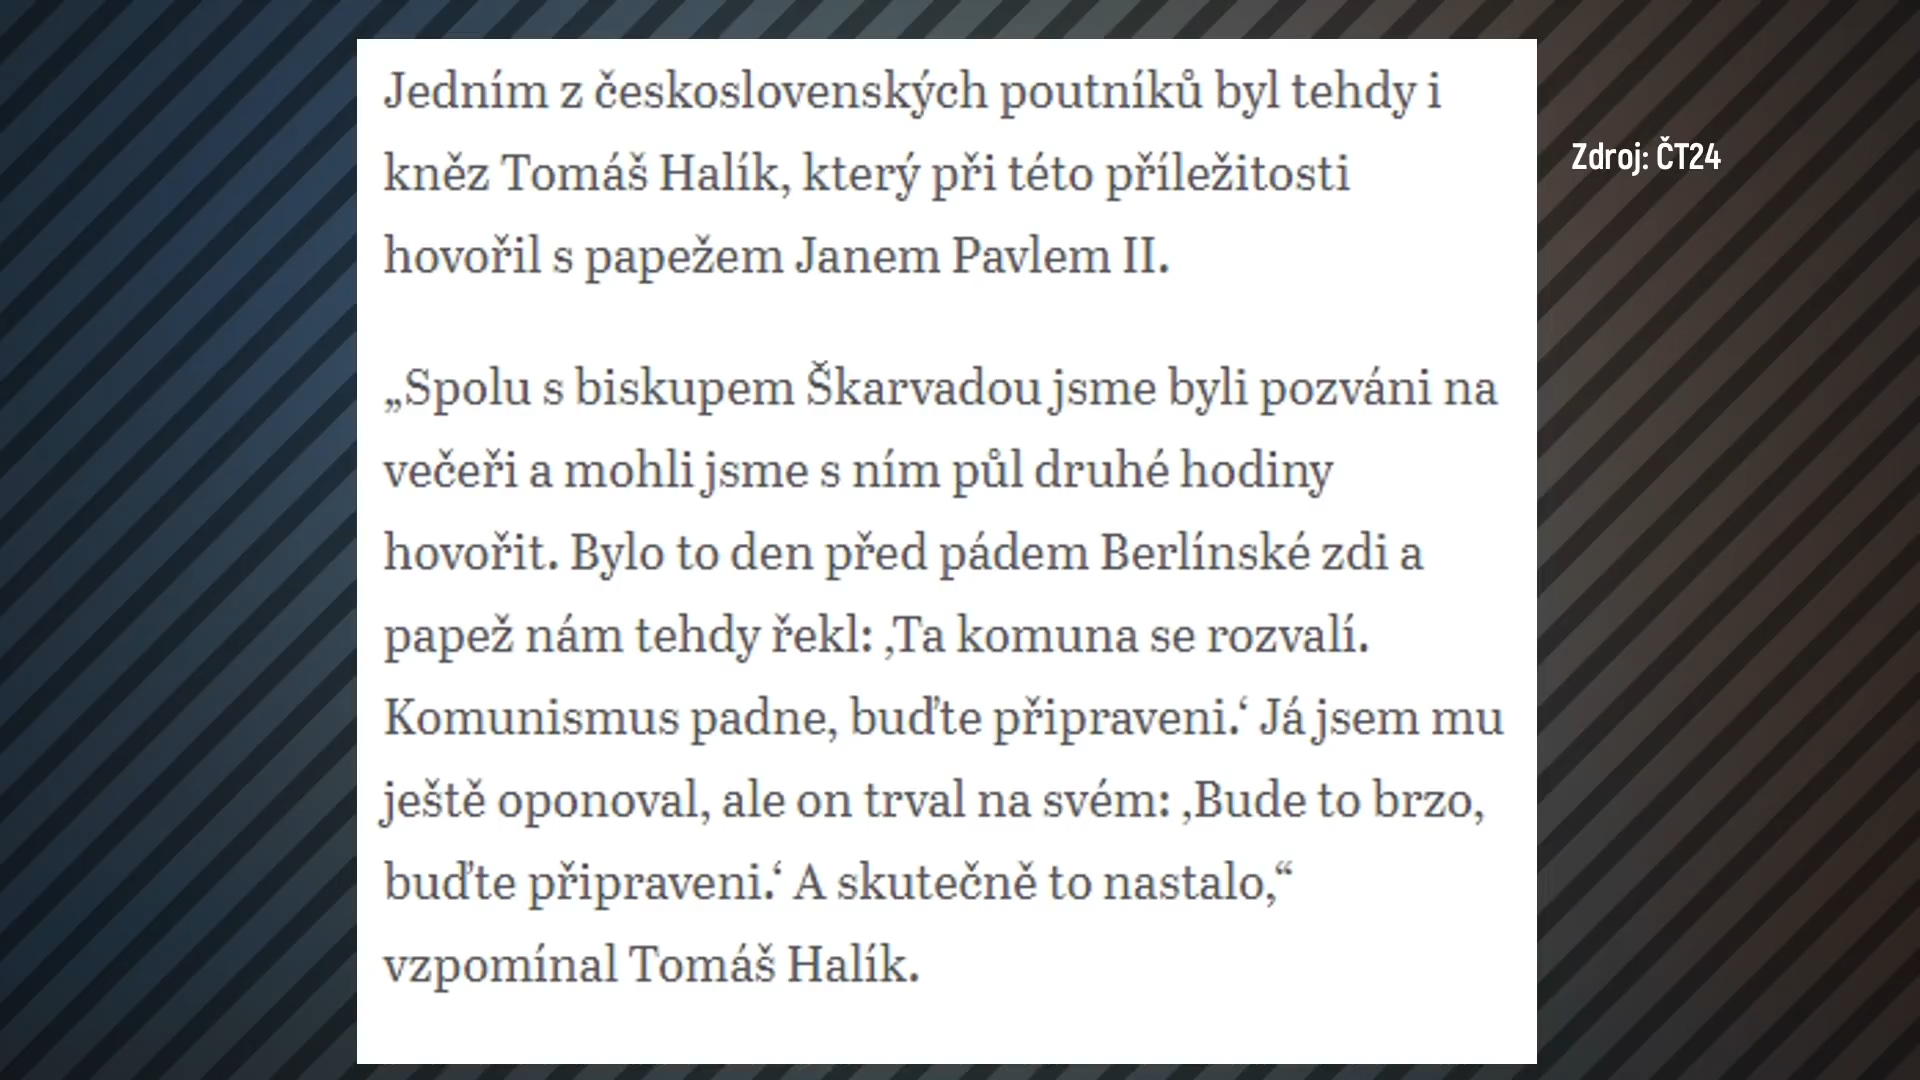 Jedním z československých poutníků byl tehdy i
kněz Tomáš Halík, který při této příležitosti
hovořil s papežem Janem Pavlem II.
„Spolu s biskupem Škarvadou jsme byli pozváni na
večeři a mohli jsme s ním půl druhé hodiny
hovořit. Bylo to den před pádem Berlínské zdi a
papež nám tehdy řekl: ‚Ta komuna se rozvalí.
Komunismus padne, buďte připraveni.‘ Já jsem mu
ještě oponoval, ale on trval na svém: ‚Bude to brzo,
buďte připraveni.‘ A skutečně to nastalo,“
vzpomínal Tomáš Halík.
Zdroj: ČT24